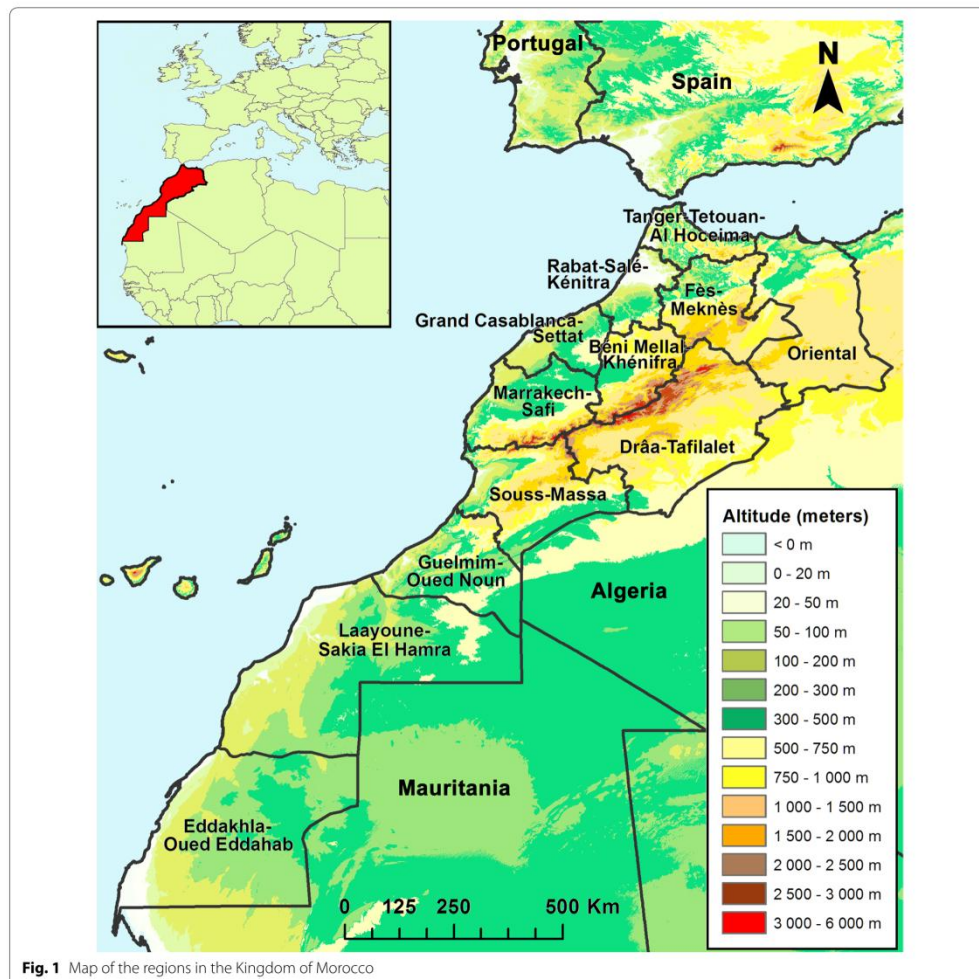 Portugal
Spain
N
Tanger-Tetouan-
Al Hoceima
Rabat-Salé-
Kénitra
Fès-
Meknès
Grand Casablanca-
Settat
Béni Mellal
Khénifra
Oriental
Marrakech-
Safi
Drâa-Tafilalet
Souss-Massa
Guelmim-
Oued Noun
Algeria
Laayoune-
Sakia El Hamra
Mauritania
Eddakhla-
Oued Eddahab
0 125 250 500 Km
Altitude (meters)
< 0 m
0 - 20 m
20 - 50 m
50 - 100 m
100 - 200 m
200 - 300 m
300 - 500 m
500 - 750 m
750 - 1 000 m
1 000 - 1 500 m
1 500 - 2 000 m
2 000 - 2 500 m
2 500 - 3 000 m
3 000 - 6 000 m
Fig. 1 Map of the regions in the Kingdom of Morocco